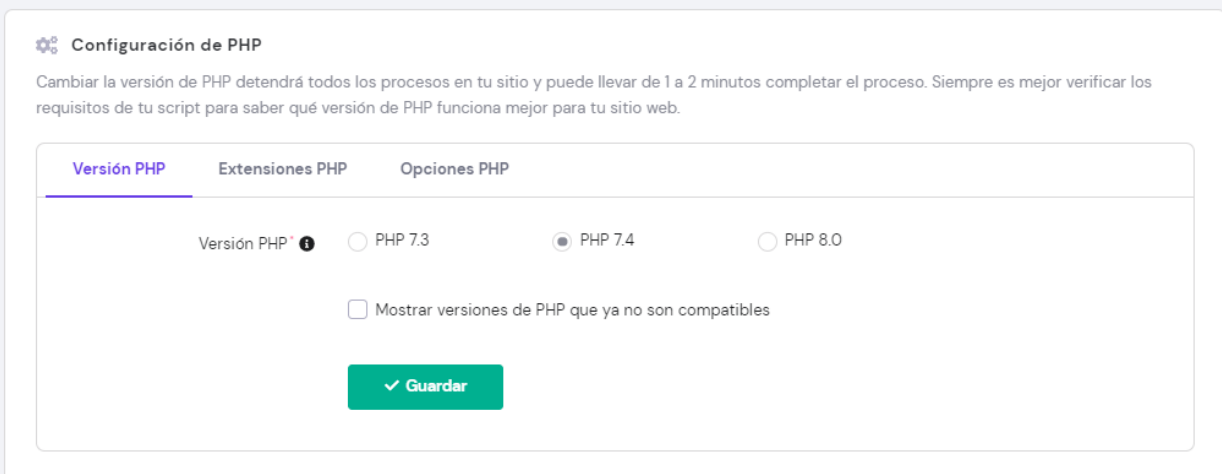 Configuración de PHP
Cambiar la versión de PHP detendrá todos los procesos en tu sitio y puede llevar de 1 a 2 minutos completar el proceso. Siempre es mejor verificar los
requisitos de tu script para saber qué versión de PHP funciona mejor para tu sitio web.
Versión PHP Extensiones PHP Opciones PHP
Versión PHP* PHP 7.3 PHP 7.4 PHP 8.0
Mostrar versiones de PHP que ya no son compatibles
Guardar